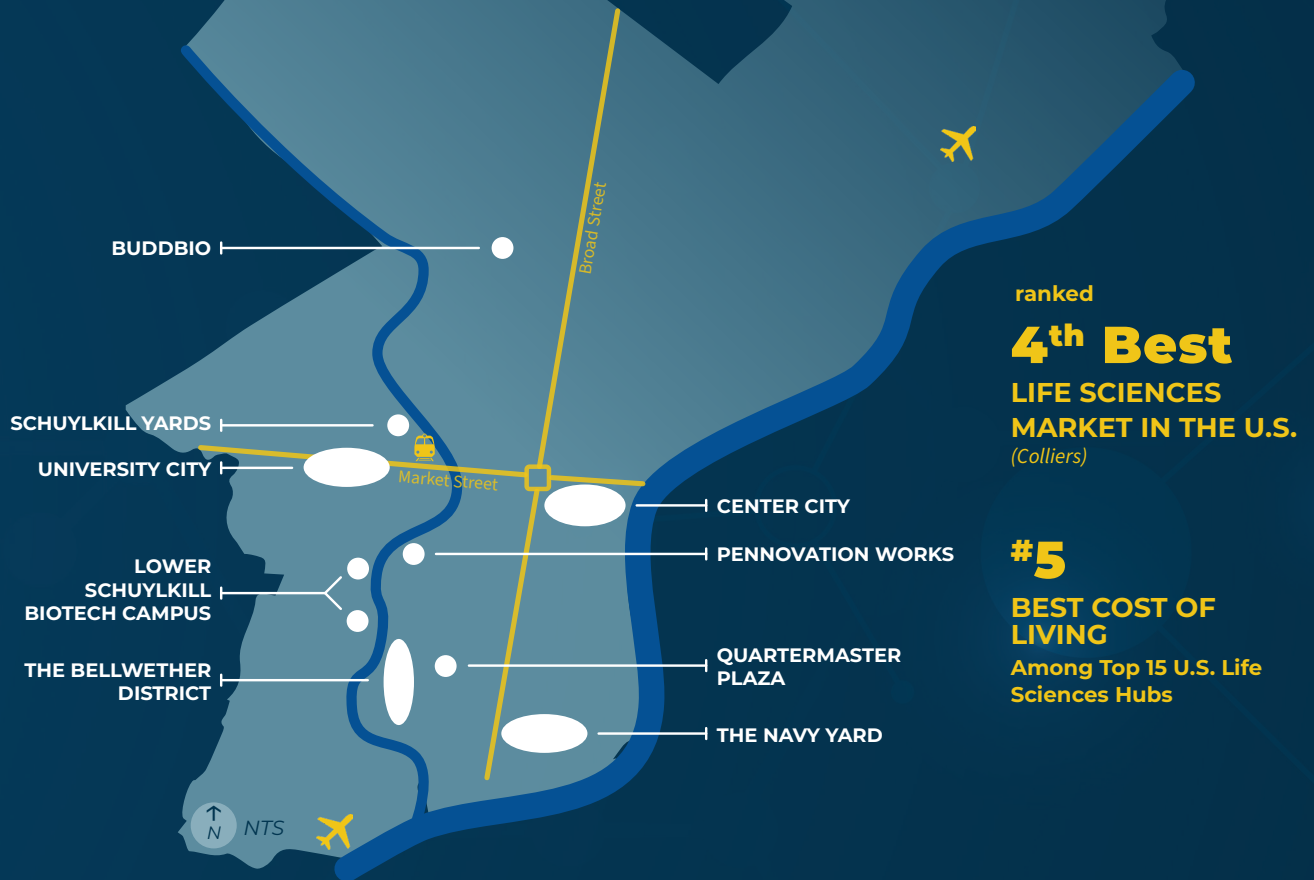 Broad Street
BUDDBIO
SCHUYLKILL YARDS
UNIVERSITY CITY
Market Street
LOWER
SCHUYLKILL
BIOTECH CAMPUS
THE BELLWETHER
DISTRICT
N
NTS
CENTER CITY
PENNOVATION WORKS
QUARTERMASTER
PLAZA
THE NAVY YARD
ranked
4th Best
LIFE SCIENCES
MARKET IN THE U.S.
(Colliers)
#5
BEST COST OF
LIVING
Among Top 15 U.S. Life
Sciences Hubs